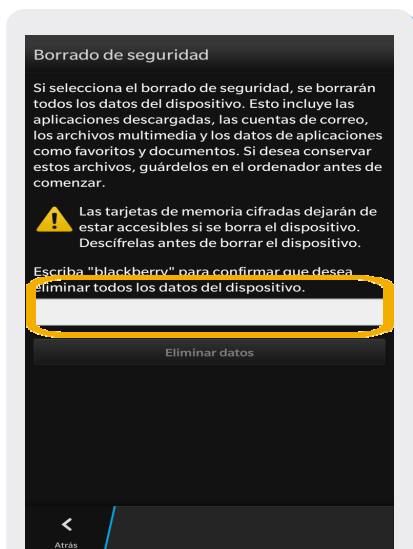 Borrado de seguridad
Si selecciona el borrado de seguridad, se borrarán
todos los datos del dispositivo. Esto incluye las
aplicaciones descargadas, las cuentas de correo,
los archivos multimedia y los datos de aplicaciones
como favoritos y documentos. Si desea conservar
estos archivos, guárdelos en el ordenador antes de
comenzar.
Las tarjetas de memoria cifradas dejarán de
estar accesibles si se borra el dispositivo.
Descífrelas antes de borrar el dispositivo.
Escriba "blackberry" para confirmar que desea
eliminar todos los datos del dispositivo.
Eliminar datos
Atrás